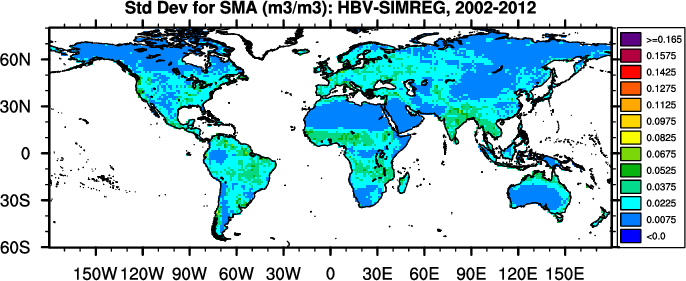 Std Dev for SMA (m3/m3): HBV-SIMREG, 2002-2012
60N
30N
0
30S
60S
150W 120W 90W 60W 30W 0 30E 60E 90E 120E 150E
>=0.165
0.1575
0.1425
0.1275
0.1125
0.0975
0.0825
0.0675
0.0525
0.0375
0.0225
0.0075
<0.0